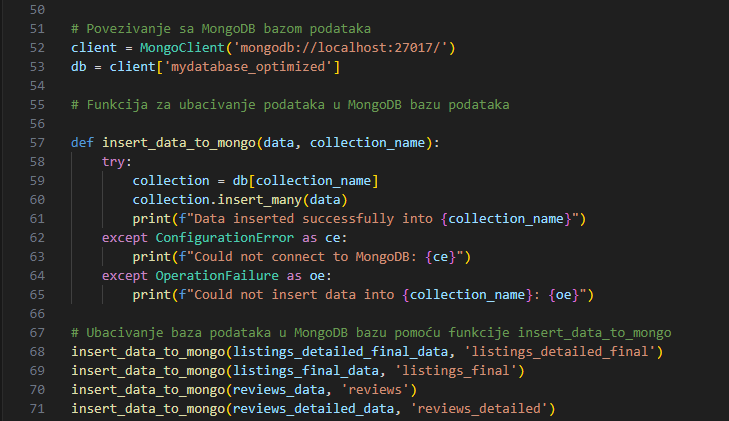 50
51 # Povezivanje sa MongoDB bazom podataka
52 client = MongoClient('mongodb://localhost:27017/')
53 db = client['mydatabase_optimized']
54
55 # Funkcija za ubacivanje podataka u MongoDB bazu podataka
56
57 def insert_data_to_mongo(data, collection_name):
58     try:
59         collection = db[collection_name]
60         collection.insert_many(data)
61         print(f"Data inserted successfully into {collection_name}")
62     except ConfigurationError as ce:
63         print(f"Could not connect to MongoDB: {ce}")
64     except OperationFailure as oe:
65         print(f"Could not insert data into {collection_name}: {oe}")
66
67 # Ubacivanje baza podataka u MongoDB bazu pomoću funkcije insert_data_to_mongo
68 insert_data_to_mongo(listings_detailed_final_data, 'listings_detailed_final')
69 insert_data_to_mongo(listings_final_data, 'listings_final')
70 insert_data_to_mongo(reviews_data, 'reviews')
71 insert_data_to_mongo(reviews_detailed_data, 'reviews_detailed')